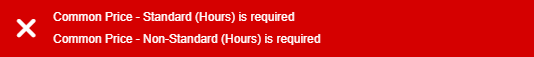 Common Price - Standard (Hours) is required
Common Price - Non-Standard (Hours) is required